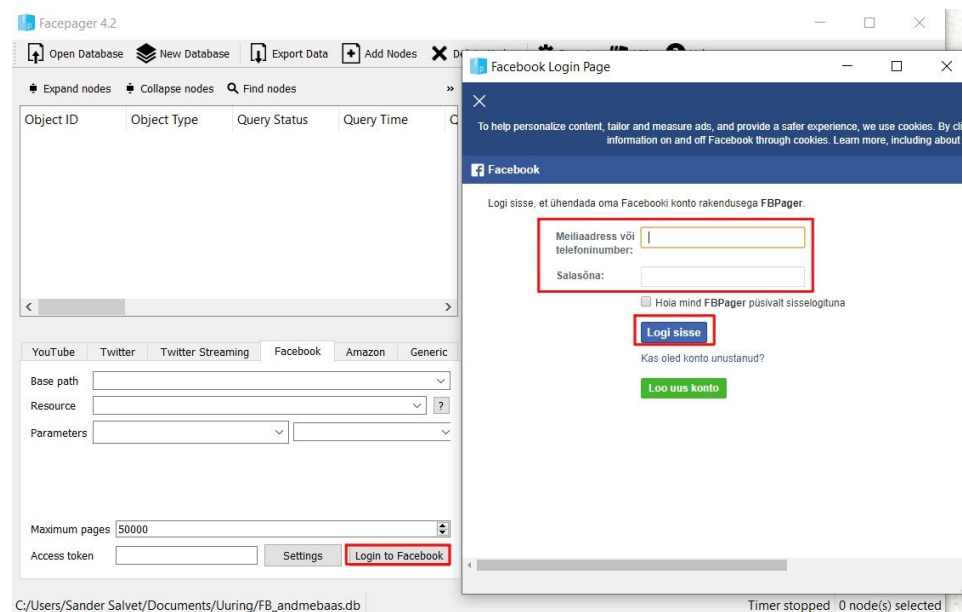 Facepager 4.2
Open Database New Database Export Data Add Nodes
Expand nodes Collapse nodes Find nodes »
Object ID Object Type Query Status Query Time
YouTube Twitter Twitter Streaming Facebook Amazon Generic
Base path
Resource ?
Parameters
Maximum pages 50000
Access token Settings Login to Facebook
C:/Users/Sander Salvet/Documents/Uuring/FB_andmebaas.db Timer stopped 0 node(s) selected
Facebook Login Page
To help personalize content, tailor and measure ads, and provide a safer experience, we use cookies. By cli
information on and off Facebook through cookies. Learn more, including about
Facebook
Logi sisse, et ühendada oma Facebooki konto rakendusega FBPager.
Meiliaadress või
telefoninumber:
Salasõna:
Hoia mind FBPager püsivalt sisselogituna
Logi sisse
Kas oled konto unustanud?
Loo uus konto